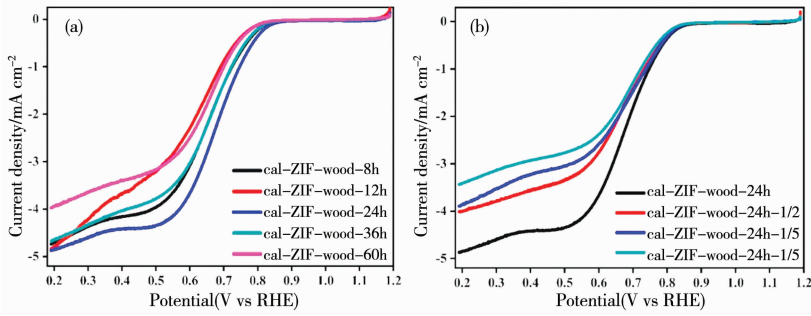 (a)
0
-1
-2
-3
-4
-5
Current density/mA cm⁻²
cal-ZIF-wood-8h
cal-ZIF-wood-12h
cal-ZIF-wood-24h
cal-ZIF-wood-36h
cal-ZIF-wood-60h
0.2 0.3 0.4 0.5 0.6 0.7 0.8 0.9 1.0 1.1 1.2
Potential(V vs RHE)
(b)
0
-1
-2
-3
-4
-5
Current density/mA cm⁻²
cal-ZIF-wood-24h
cal-ZIF-wood-24h-1/2
cal-ZIF-wood-24h-1/5
cal-ZIF-wood-24h-1/5
0.2 0.3 0.4 0.5 0.6 0.7 0.8 0.9 1.0 1.1 1.2
Potential(V vs RHE)